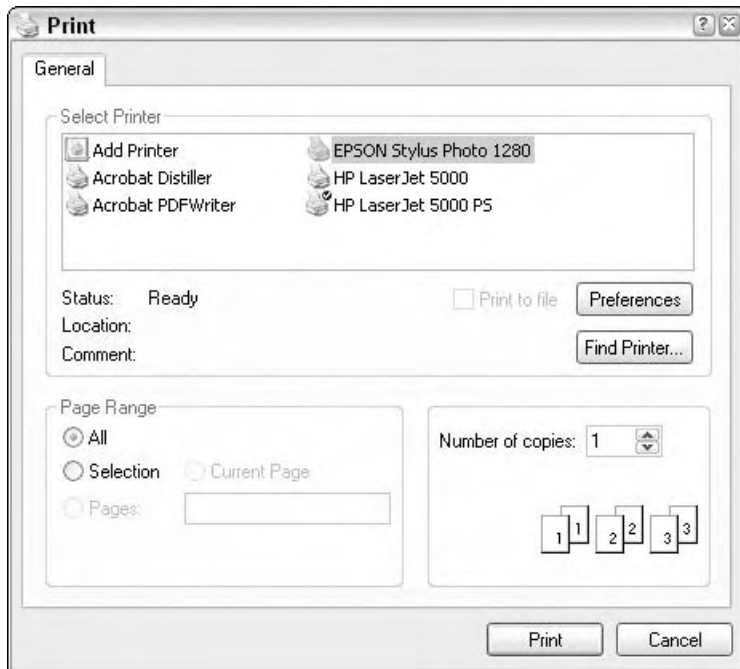 Print
General
Select Printer
Add Printer
Acrobat Distiller
Acrobat PDFWriter
EPSON Stylus Photo 1280
HP LaserJet 5000
HP LaserJet 5000 PS
Status: Ready
Location:
Comment:
Print to file
Preferences
Find Printer...
Page Range
All
Selection
Current Page
Pages:
Number of copies: 1
1 1 2 2 3 3
Print
Cancel